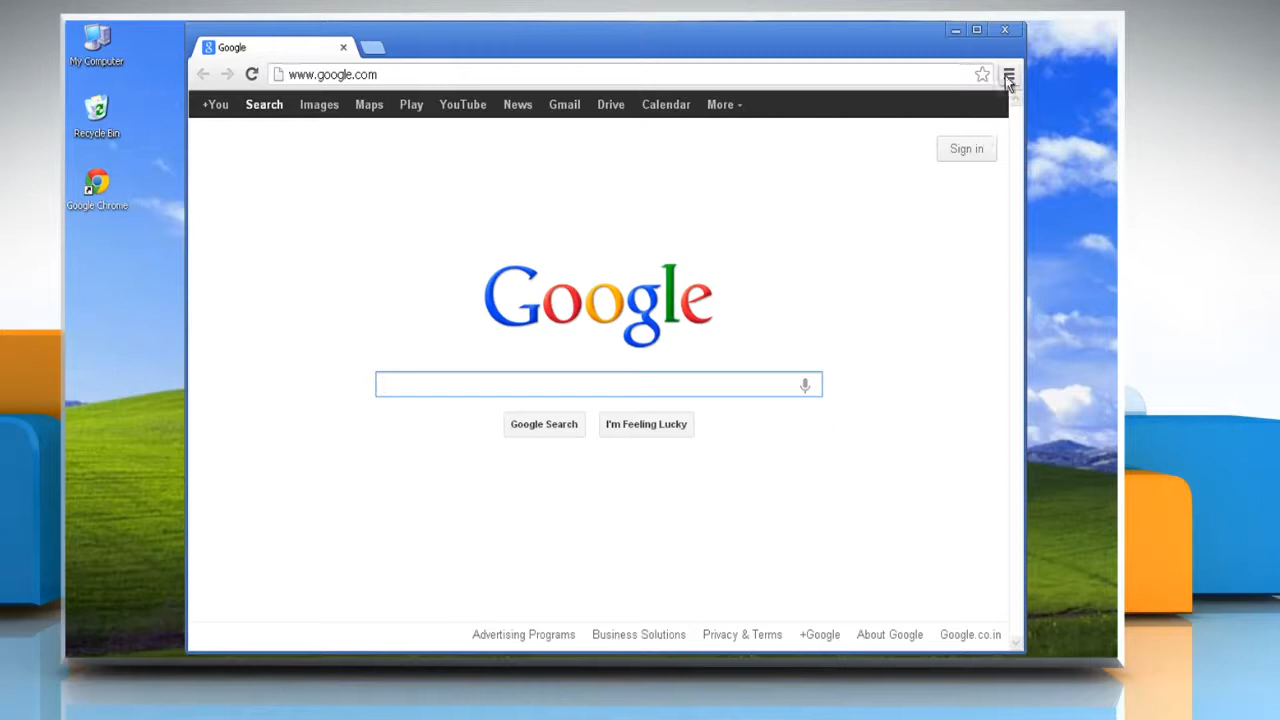 My Computer
Recycle Bin
Google Chrome
Google
www.google.com
+You Search Images Maps Play YouTube News Gmail Drive Calendar More
Sign in
Google
Google Search I'm Feeling Lucky
Advertising Programs Business Solutions Privacy & Terms +Google About Google Google.co.in